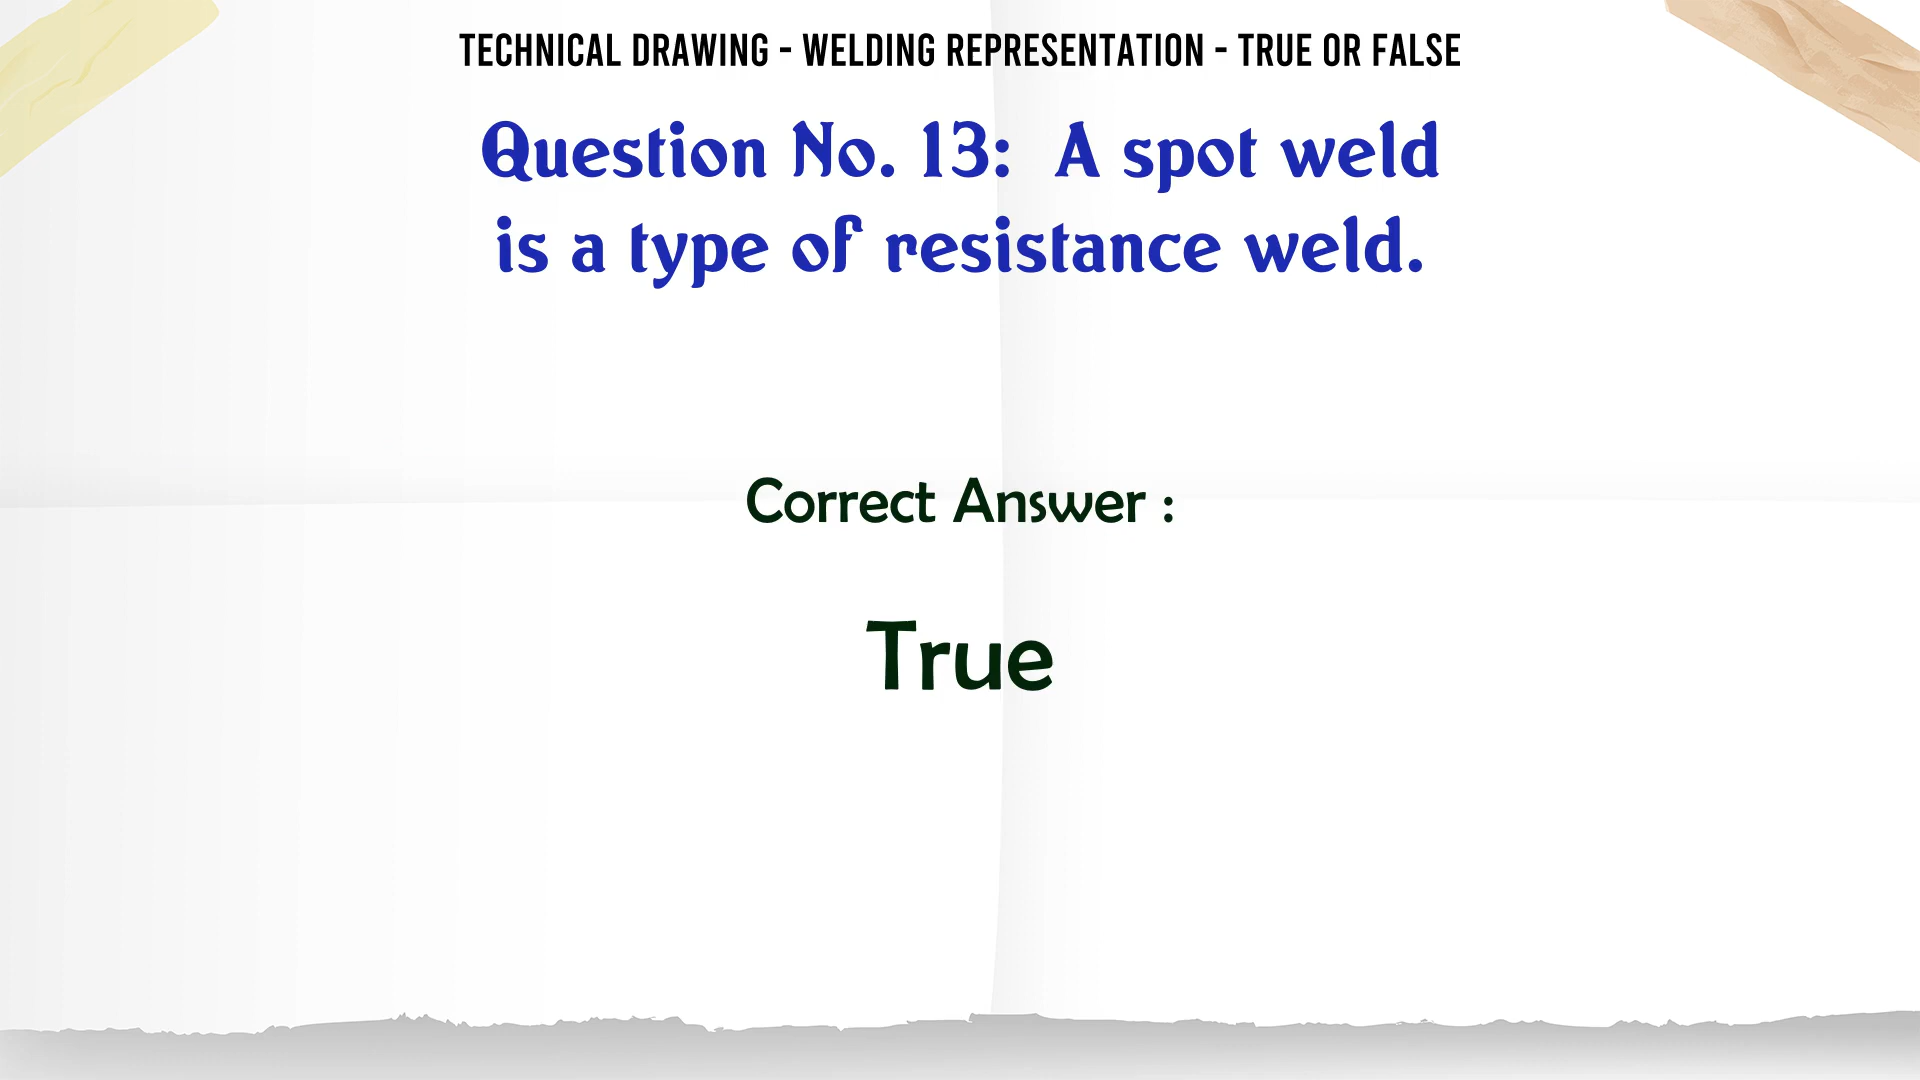 TECHNICAL DRAWING - WELDING REPRESENTATION - TRUE OR FALSE
Question No. 13:  A spot weld
is a type of resistance weld.
Correct Answer :
True